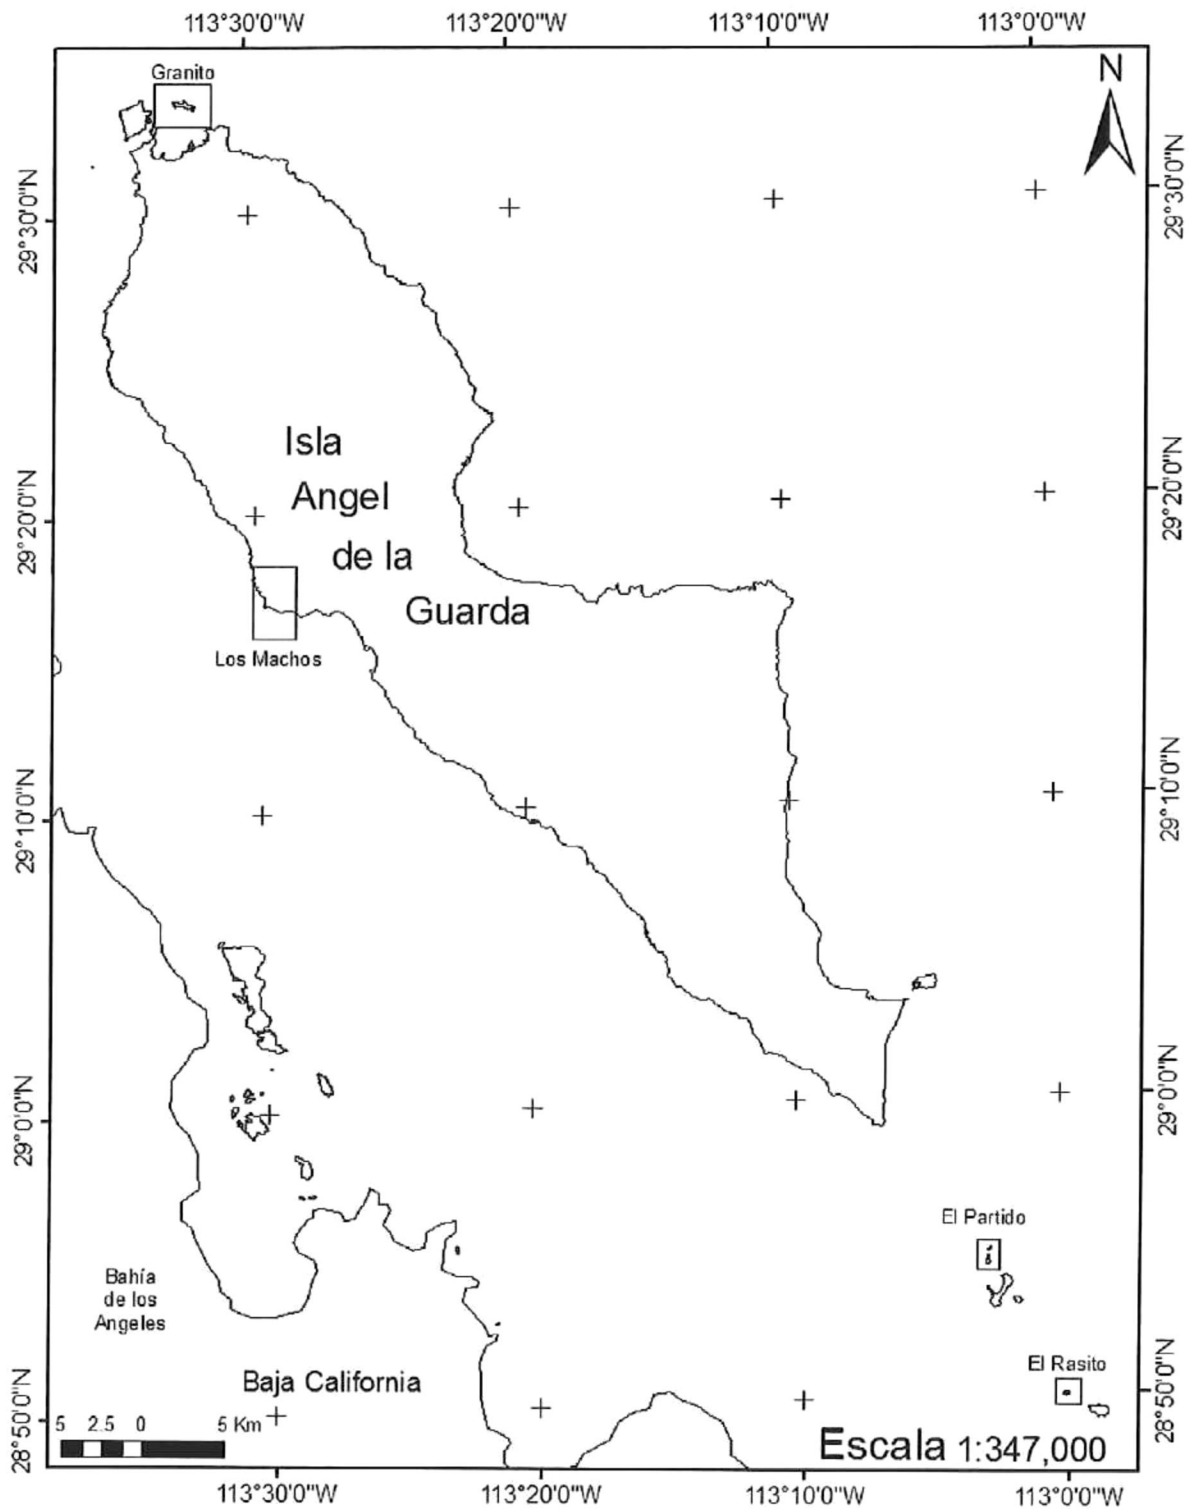 113°30'0"W
113°20'0"W
113°10'0"W
113°0'0"W
N
Granito
29°30'0"N
29°30'0"N
Isla
Angel
de la
Guarda
29°20'0"N
29°20'0"N
Los Machos
29°10'0"N
29°10'0"N
29°0'0"N
29°0'0"N
El Partido
Bahía
de los
Angeles
El Rasito
Baja California
28°50'0"N
28°50'0"N
5 2.5 0 5 Km
Escala 1:347,000
113°30'0"W
113°20'0"W
113°10'0"W
113°0'0"W